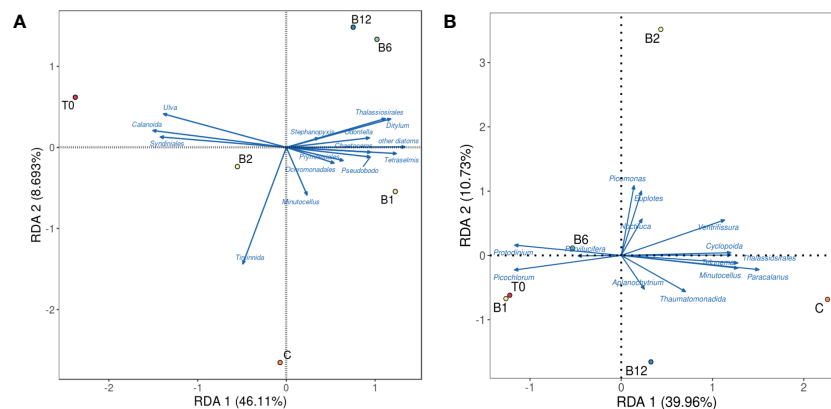 A
B12
B6
1
T0
Ulva
Thalassiosirales
Ditylum
Calanoida
Stephanopyxis
Odontella
Syndiniales
other diatoms
0
Chaetoceros
Prymnesiales
Tetraselmis
Ochromonadales
Pseudobodo
B2
Minutocellus
B1
-1
Tintinnida
-2
C
-2
-1
0
1
RDA 1 (46.11%)
RDA 2 (8.693%)
B
B2
3
2
Picomonas
1
Euplotes
Noctiluca
Ventrifissura
B6
Protodinium
Cyclopoida
0
Thalassiosirales
Picochlorum
Minutocellus
Paracalanus
Aplanochytrium
Thaumatomonadida
T0
B1
C
-1
B12
-1
0
1
2
RDA 1 (39.96%)
RDA 2 (10.73%)